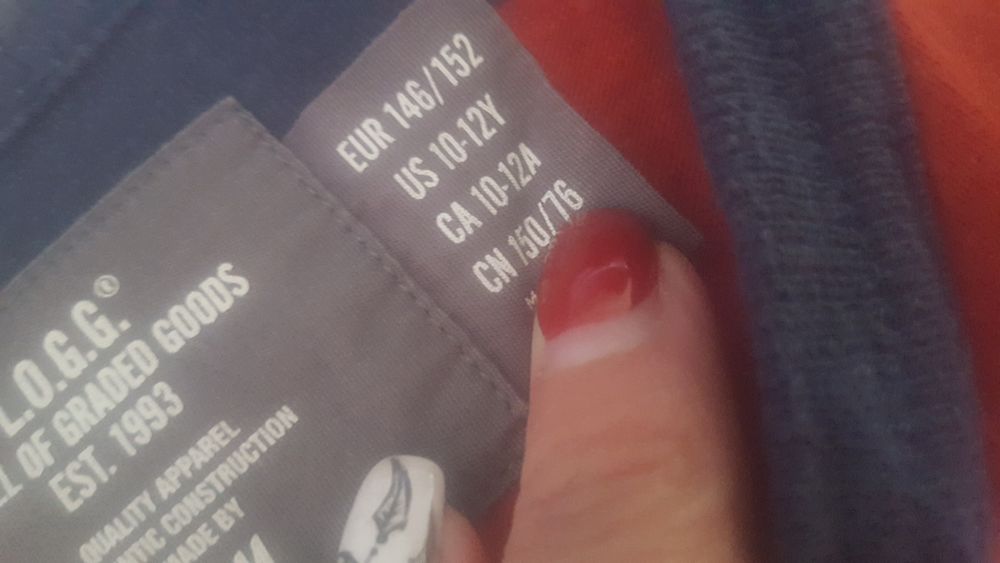 EUR 146/152
US 10-12Y
CA 10-12A
CN 150/76
L.O.G.G.®
OF GRADED GOODS
EST. 1993
QUALITY APPAREL
CONSTRUCTION
BY